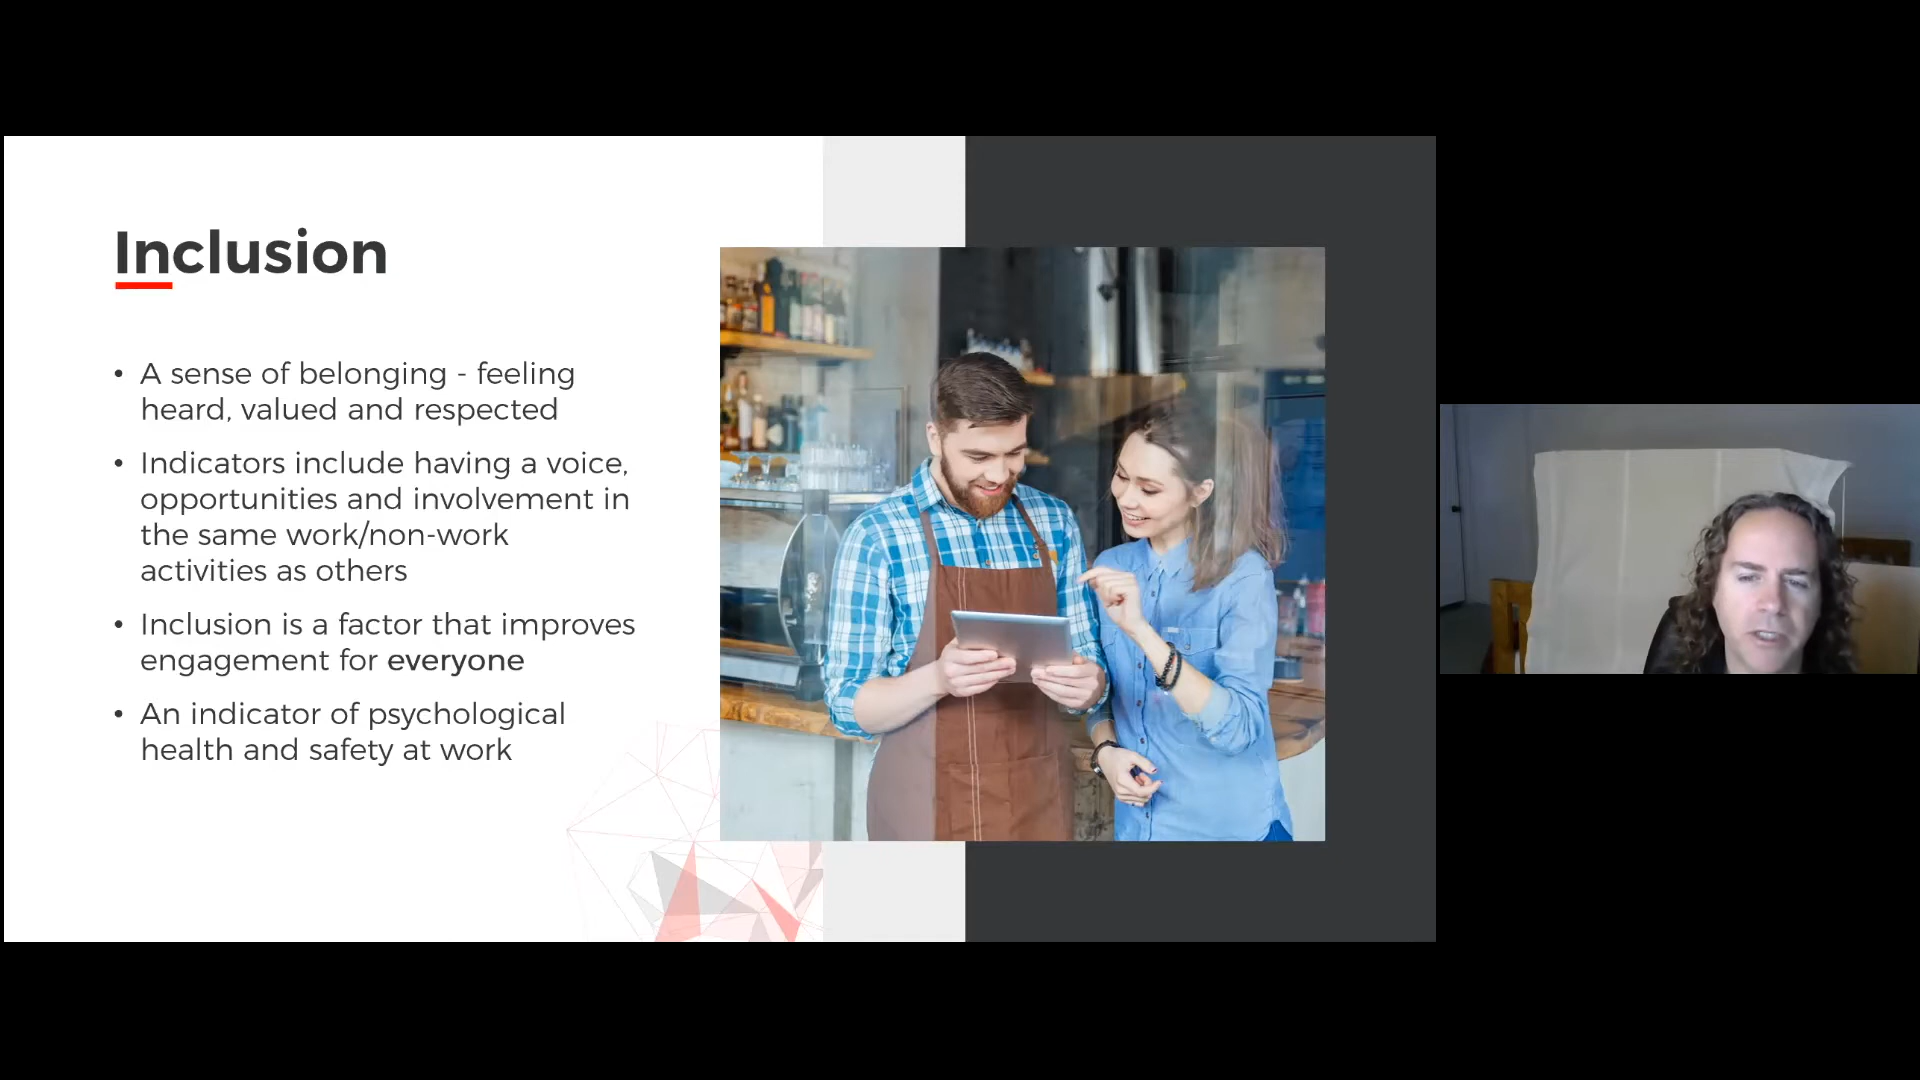 Inclusion
• A sense of belonging - feeling
heard, valued and respected
• Indicators include having a voice,
opportunities and involvement in
the same work/non-work
activities as others
• Inclusion is a factor that improves
engagement for everyone
• An indicator of psychological
health and safety at work